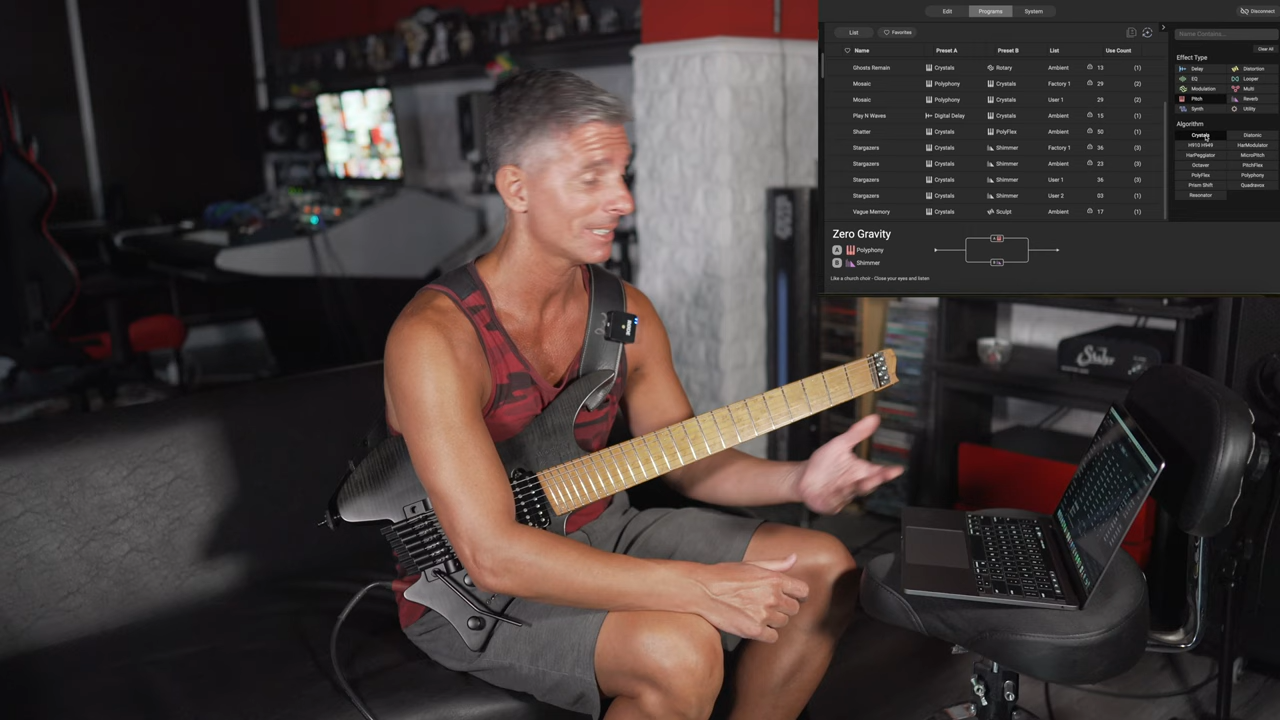 Edit Programs System Disconnect
List Favorites
Name Contains...
Clear All
Name Preset A Preset B List Use Count
Ghosts Remain Crystals Rotary Ambient 13 (1)
Mosaic Polyphony Crystals Factory 1 29 (2)
Mosaic Polyphony Crystals User 1 29 (2)
Play N Waves Digital Delay Crystals Ambient 15 (1)
Shatter Crystals PolyFlex Ambient 50 (1)
Stargazers Crystals Shimmer Factory 1 36 (3)
Stargazers Crystals Shimmer Ambient 23 (3)
Stargazers Crystals Shimmer User 1 36 (3)
Stargazers Crystals Shimmer User 2 03 (1)
Vague Memory Crystals Sculpt Ambient 17 (1)
Effect Type
Delay Distortion
EQ Looper
Modulation Multi
Pitch Reverb
Synth Utility
Algorithm
Crystals Diatonic
H910 H949 HarModulator
HarPeggiator MicroPitch
Octaver PitchFlex
PolyFlex Polyphony
Prism Shift Quadravox
Resonator
Zero Gravity
A Polyphony
B Shimmer
Like a church choir - Close your eyes and listen
A
B
Suhr